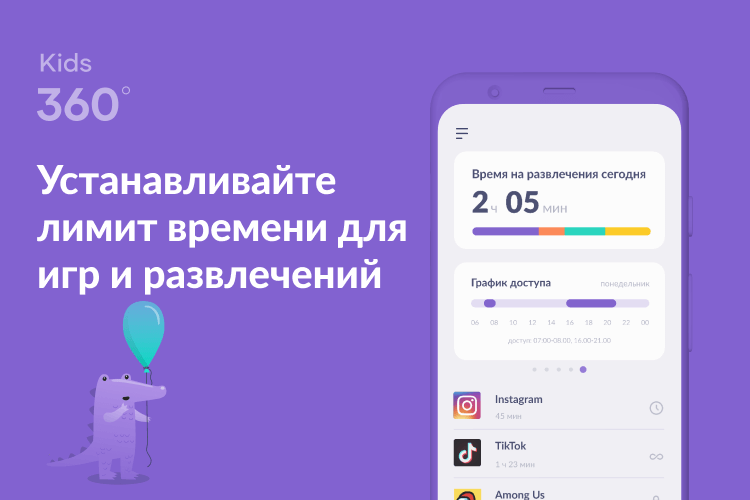 Kids
360°
Устанавливайте
лимит времени для
игр и развлечений
Время на развлечения сегодня
2 ч 05 мин
График доступа понедельник
06 08 10 12 14 16 18 20 22 00
доступ: 07:00-08.00, 16.00-21.00
Instagram
45 мин
TikTok
1 ч 23 мин
Among Us